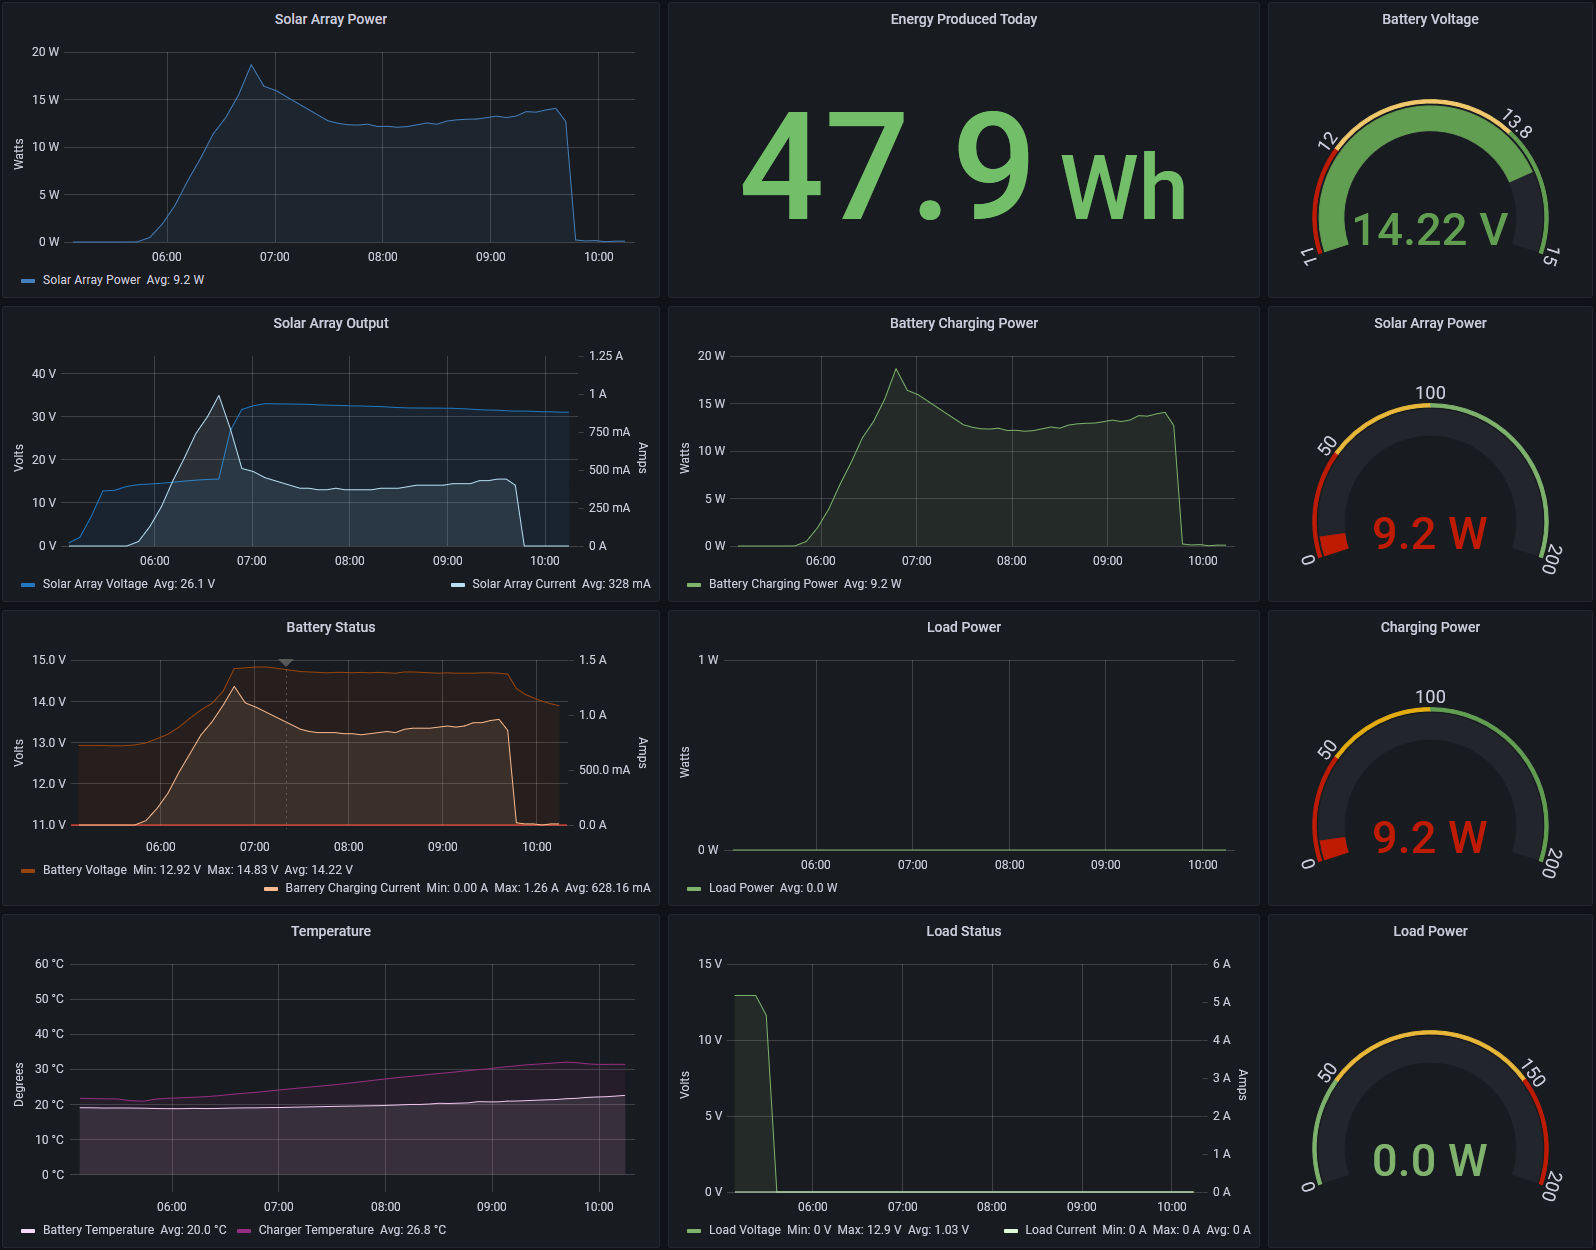 Solar Array Power
20 W
15 W
10 W
5 W
0 W
Watts
06:00 07:00 08:00 09:00 10:00
Solar Array Power Avg: 9.2 W
Energy Produced Today
47.9 Wh
Battery Voltage
11
12
13.8
15
14.22 V
Solar Array Output
40 V
30 V
20 V
10 V
0 V
Volts
1.25 A
1 A
750 mA
500 mA
250 mA
0 A
Amps
06:00 07:00 08:00 09:00 10:00
Solar Array Voltage Avg: 26.1 V Solar Array Current Avg: 328 mA
Battery Charging Power
20 W
15 W
10 W
5 W
0 W
Watts
06:00 07:00 08:00 09:00 10:00
Battery Charging Power Avg: 9.2 W
Solar Array Power
0
50
100
200
9.2 W
Battery Status
15.0 V
14.0 V
13.0 V
12.0 V
11.0 V
Volts
1.5 A
1.0 A
500.0 mA
0.0 A
Amps
06:00 07:00 08:00 09:00 10:00
Battery Voltage Min: 12.92 V Max: 14.83 V Avg: 14.22 V
Barrery Charging Current Min: 0.00 A Max: 1.26 A Avg: 628.16 mA
Load Power
1 W
0 W
Watts
06:00 07:00 08:00 09:00 10:00
Load Power Avg: 0.0 W
Charging Power
0
50
100
200
9.2 W
Temperature
60 °C
50 °C
40 °C
30 °C
20 °C
10 °C
0 °C
Degrees
06:00 07:00 08:00 09:00 10:00
Battery Temperature Avg: 20.0 °C Charger Temperature Avg: 26.8 °C
Load Status
15 V
10 V
5 V
0 V
Volts
6 A
5 A
4 A
3 A
2 A
1 A
0 A
Amps
06:00 07:00 08:00 09:00 10:00
Load Voltage Min: 0 V Max: 12.9 V Avg: 1.03 V Load Current Min: 0 A Max: 0 A Avg: 0 A
Load Power
0
50
150
200
0.0 W